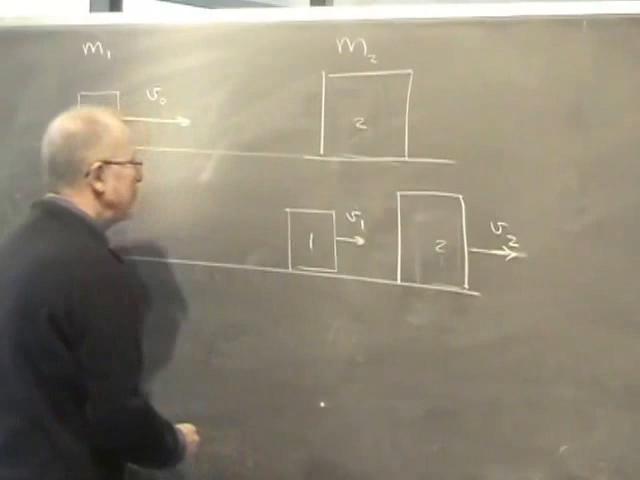 m₁ m₂
v₀
2
1 v₁ 2 v₂